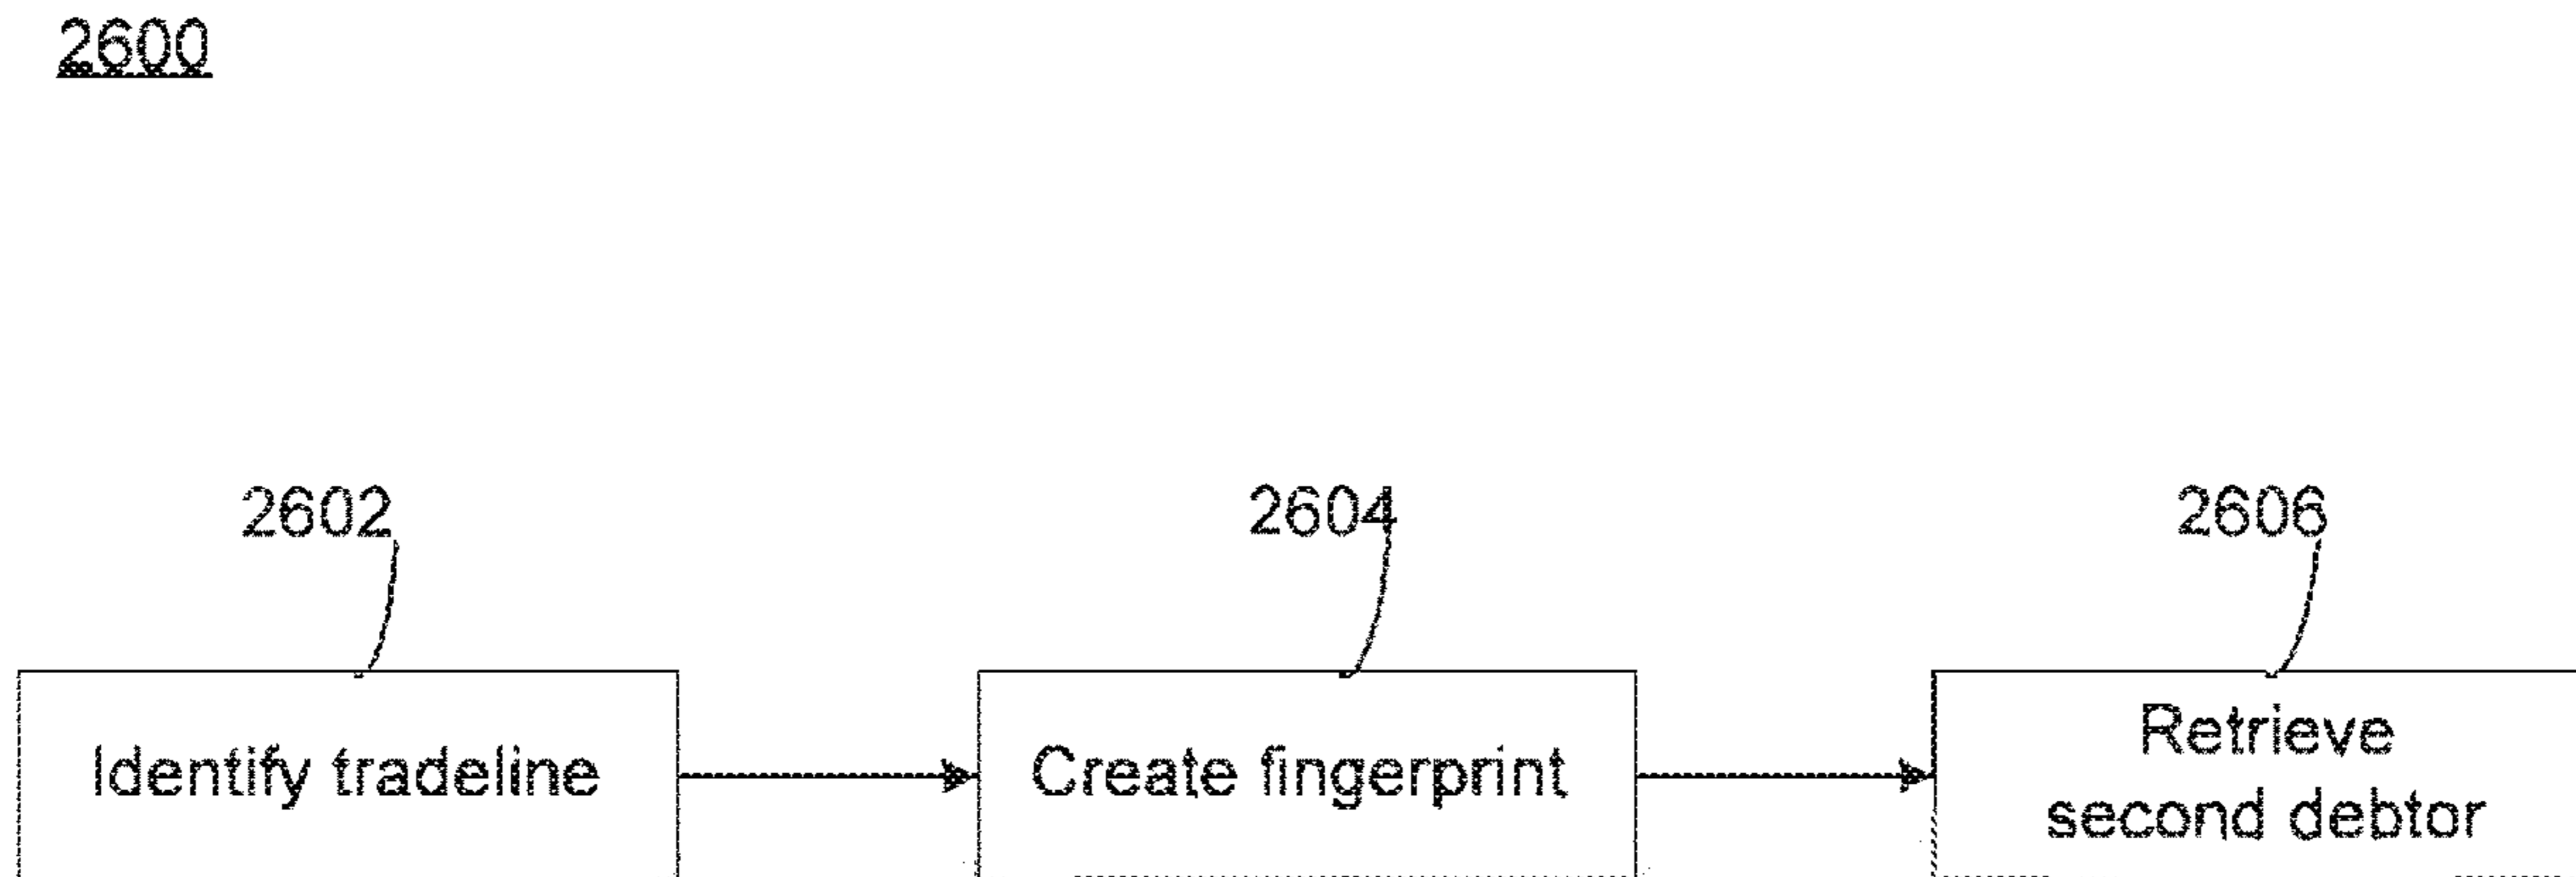 2600
2602
2604
2606
Identify tradeline
Create fingerprint
Retrieve
second debtor